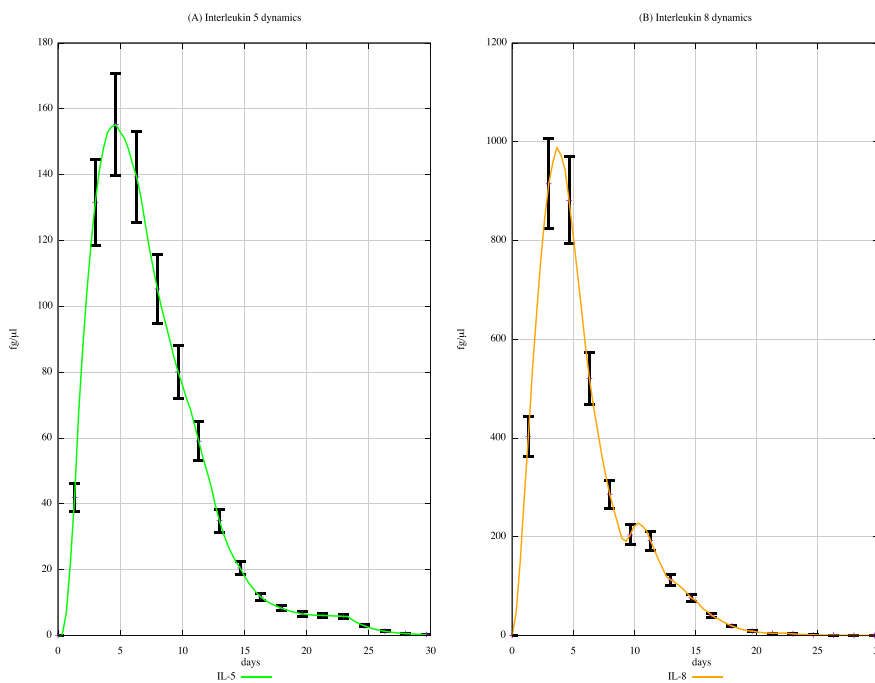 (A) Interleukin 5 dynamics
180
160
140
120
100
80
60
40
20
0
fg/µl
0 5 10 15 20 25 30
days
IL-5
(B) Interleukin 8 dynamics
1200
1000
800
600
400
200
0
fg/µl
0 5 10 15 20 25 30
days
IL-8